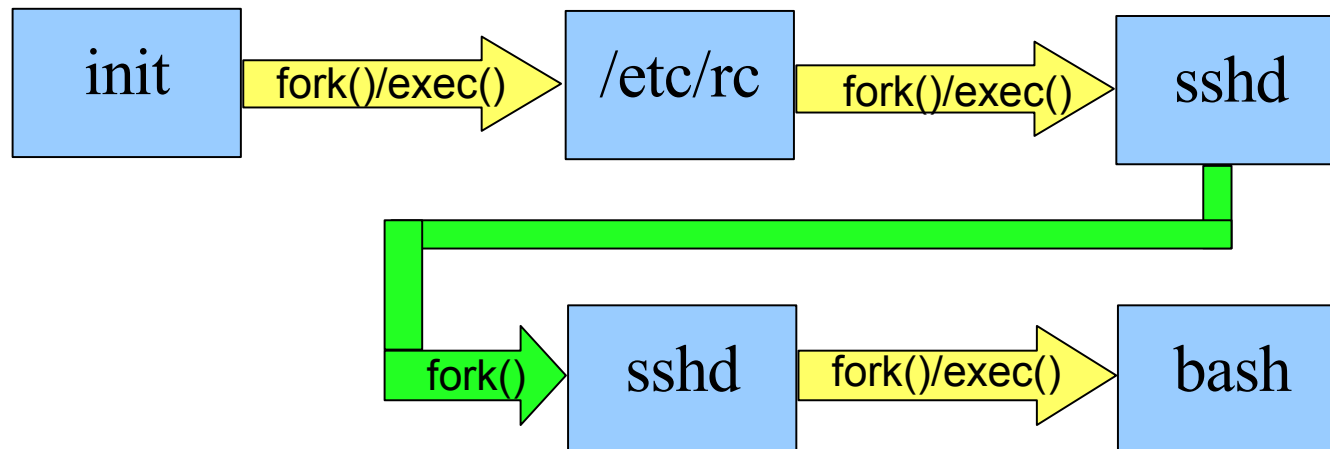 init
fork()/exec()
/etc/rc
fork()/exec()
sshd
fork()
sshd
fork()/exec()
bash